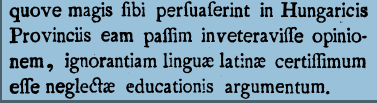 quove magis ſibi perſuaſerint in Hungaricis
Provinciis eam paſſim inveteraviſſe opinio-
nem, ignorantiam linguæ latinæ certiſſimum
eſſe neglectæ educationis argumentum.